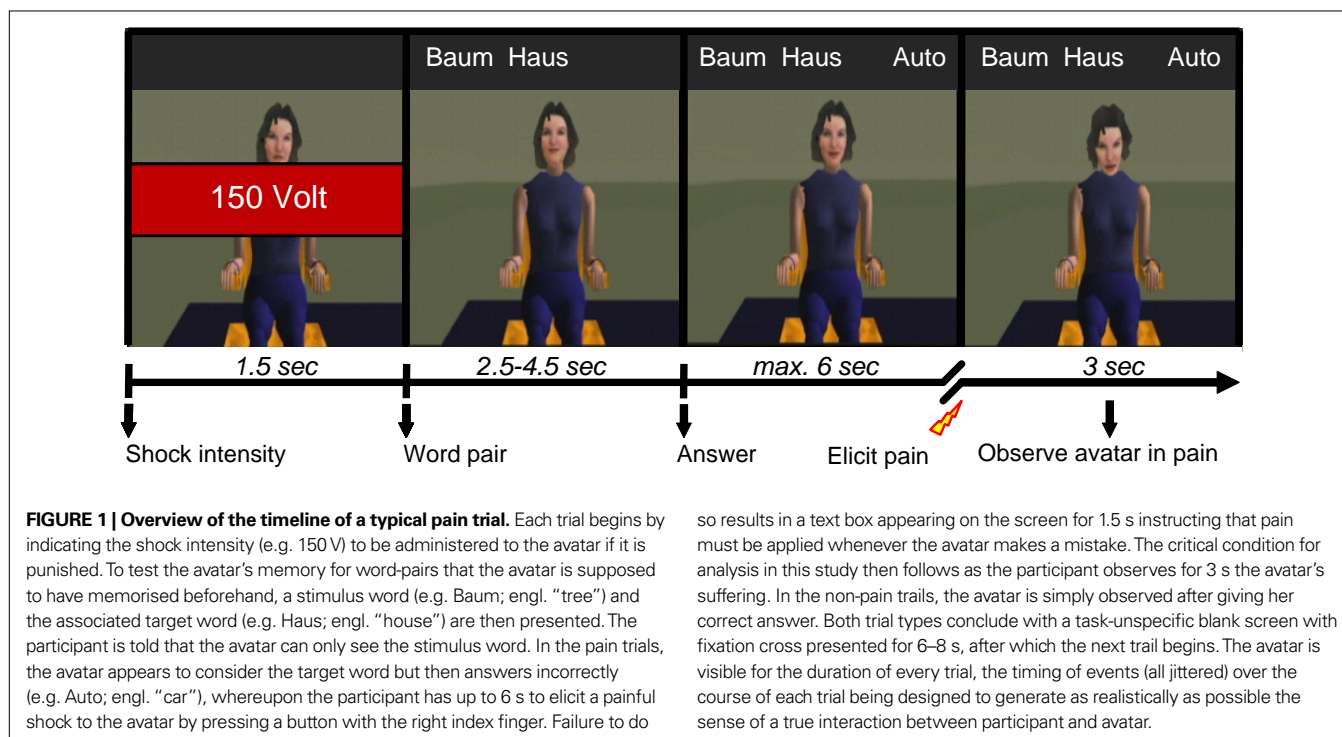 Baum Haus
Baum Haus Auto
Baum Haus Auto
150 Volt
1.5 sec
2.5-4.5 sec
max. 6 sec
3 sec
Shock intensity
Word pair
Answer
Elicit pain
Observe avatar in pain
FIGURE 1 | Overview of the timeline of a typical pain trial. Each trial begins by
indicating the shock intensity (e.g. 150 V) to be administered to the avatar if it is
punished. To test the avatar's memory for word-pairs that the avatar is supposed
to have memorised beforehand, a stimulus word (e.g. Baum; engl. "tree") and
the associated target word (e.g. Haus; engl. "house") are then presented. The
participant is told that the avatar can only see the stimulus word. In the pain trials,
the avatar appears to consider the target word but then answers incorrectly
(e.g. Auto; engl. "car"), whereupon the participant has up to 6 s to elicit a painful
shock to the avatar by pressing a button with the right index finger. Failure to do
so results in a text box appearing on the screen for 1.5 s instructing that pain
must be applied whenever the avatar makes a mistake. The critical condition for
analysis in this study then follows as the participant observes for 3 s the avatar's
suffering. In the non-pain trails, the avatar is simply observed after giving her
correct answer. Both trial types conclude with a task-unspecific blank screen with
fixation cross presented for 6–8 s, after which the next trail begins. The avatar is
visible for the duration of every trial, the timing of events (all jittered) over the
course of each trial being designed to generate as realistically as possible the
sense of a true interaction between participant and avatar.